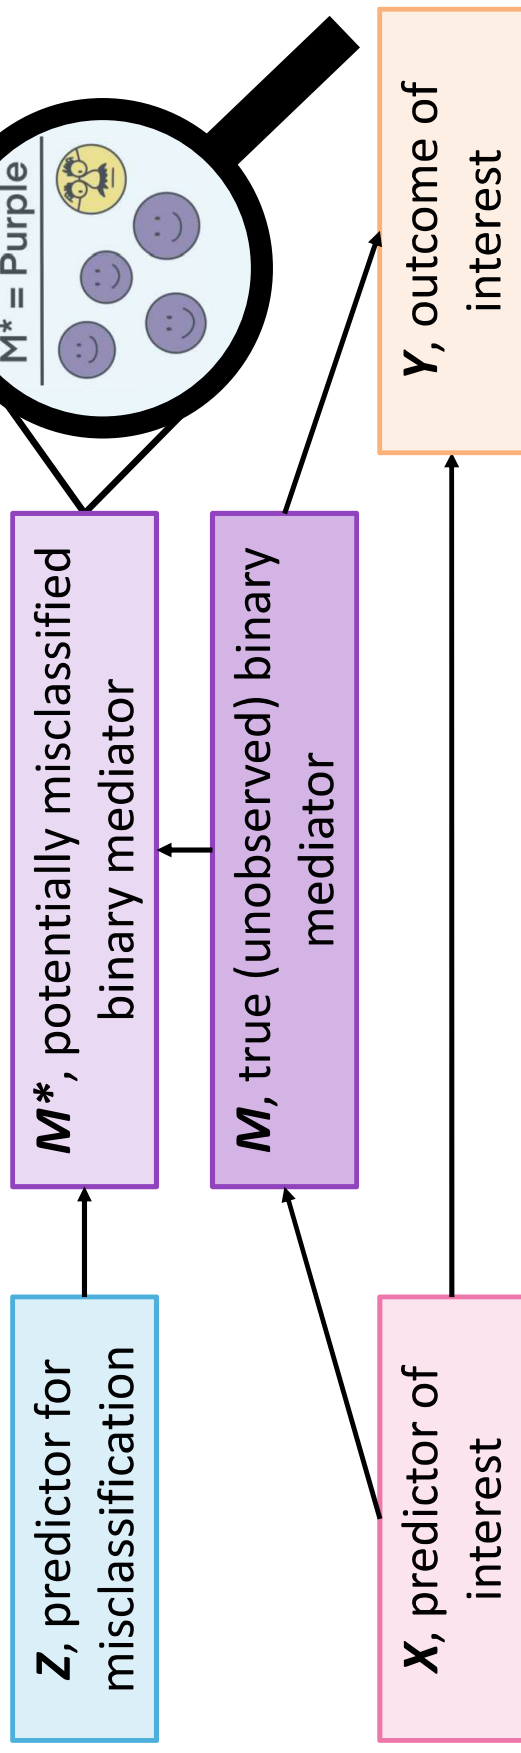 Z, predictor for
misclassification
M*, potentially misclassified
binary mediator
M* = Purple
M, true (unobserved) binary
mediator
X, predictor of
interest
Y, outcome of
interest